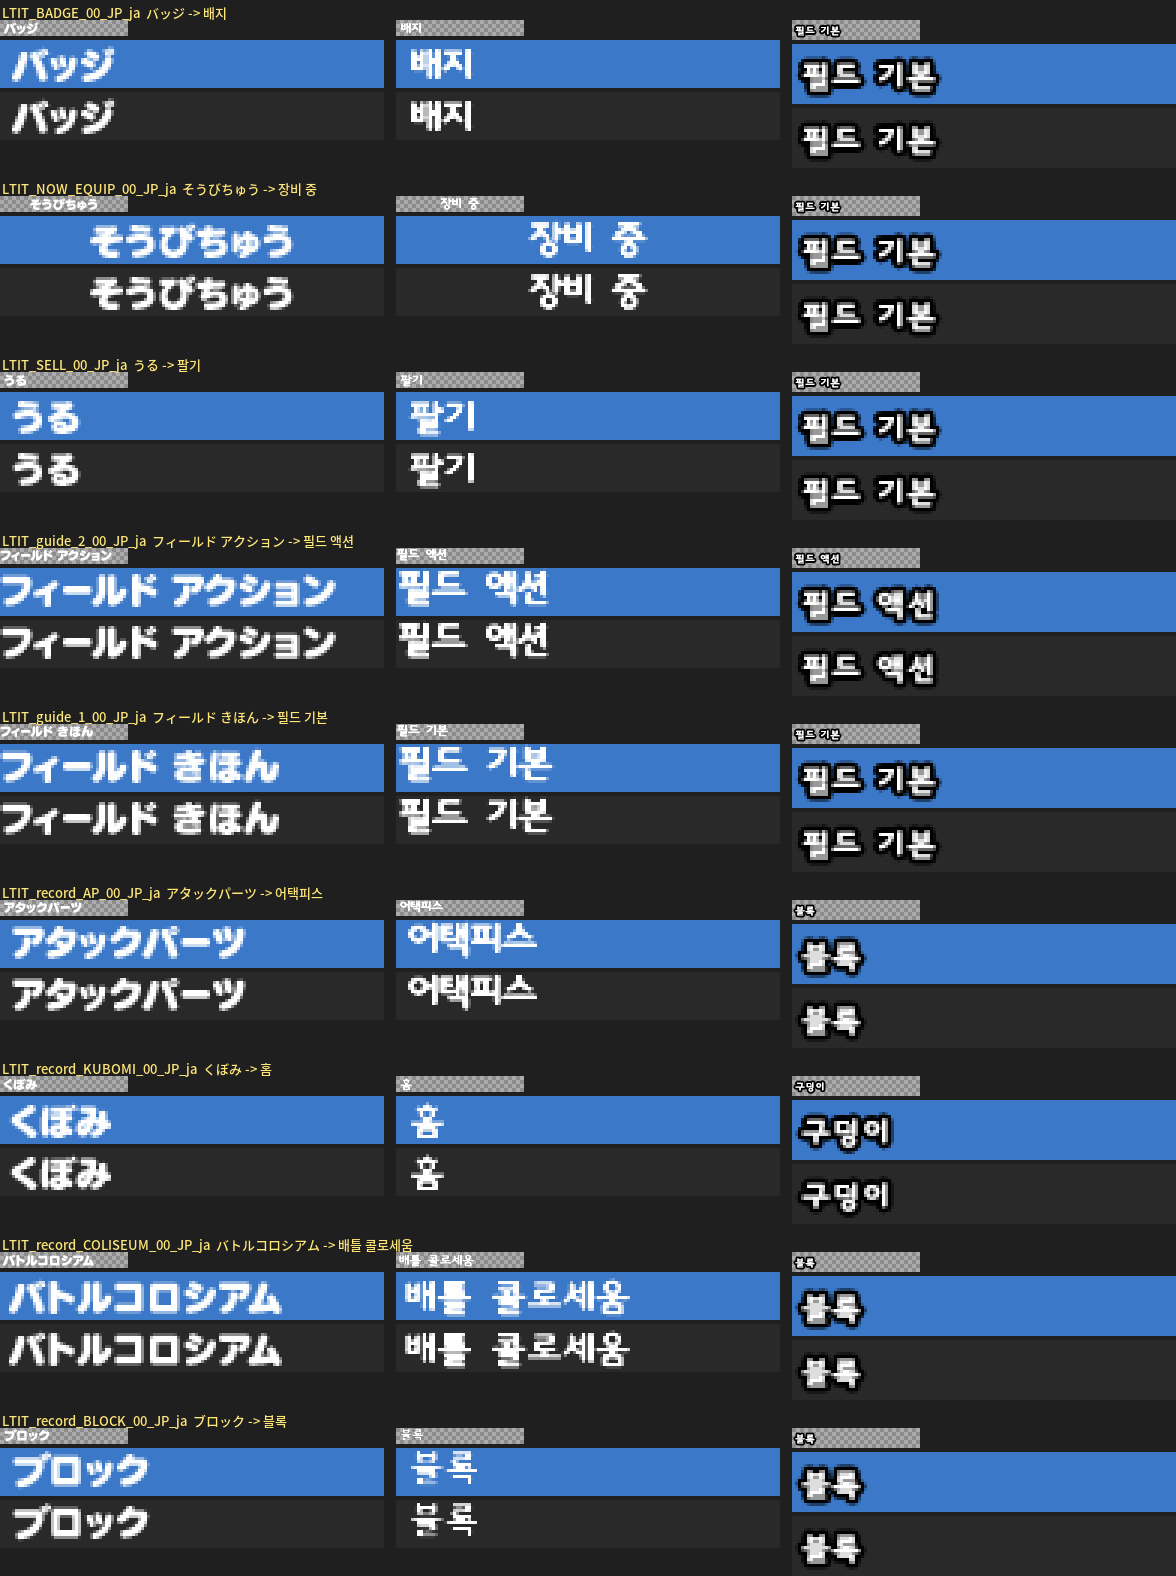 LTIT_BADGE_00_JP_ja バッジ -> 배지
バッジ 배지 필드 기본
バッジ 배지 필드 기본
バッジ 배지 필드 기본
LTIT_NOW_EQUIP_00_JP_ja そうびちゅう -> 장비 중
そうびちゅう 장비 중 필드 기본
そうびちゅう 장비 중 필드 기본
そうびちゅう 장비 중 필드 기본
LTIT_SELL_00_JP_ja うる -> 팔기
うる 팔기 필드 기본
うる 팔기 필드 기본
うる 팔기 필드 기본
LTIT_guide_2_00_JP_ja フィールド アクション -> 필드 액션
フィールド アクション 필드 액션 필드 액션
フィールド アクション 필드 액션 필드 액션
フィールド アクション 필드 액션 필드 액션
LTIT_guide_1_00_JP_ja フィールド きほん -> 필드 기본
フィールド きほん 필드 기본 필드 기본
フィールド きほん 필드 기본 필드 기본
フィールド きほん 필드 기본 필드 기본
LTIT_record_AP_00_JP_ja アタックパーツ -> 어택피스
アタックパーツ 어택피스 블록
アタックパーツ 어택피스 블록
アタックパーツ 어택피스 블록
LTIT_record_KUBOMI_00_JP_ja くぼみ -> 홈
くぼみ 홈 구덩이
くぼみ 홈 구덩이
くぼみ 홈 구덩이
LTIT_record_COLISEUM_00_JP_ja バトルコロシアム -> 배틀 콜로세움
バトルコロシアム 배틀 콜로세움 블록
バトルコロシアム 배틀 콜로세움 블록
バトルコロシアム 배틀 콜로세움 블록
LTIT_record_BLOCK_00_JP_ja ブロック -> 블록
ブロック 블록 블록
ブロック 블록 블록
ブロック 블록 블록